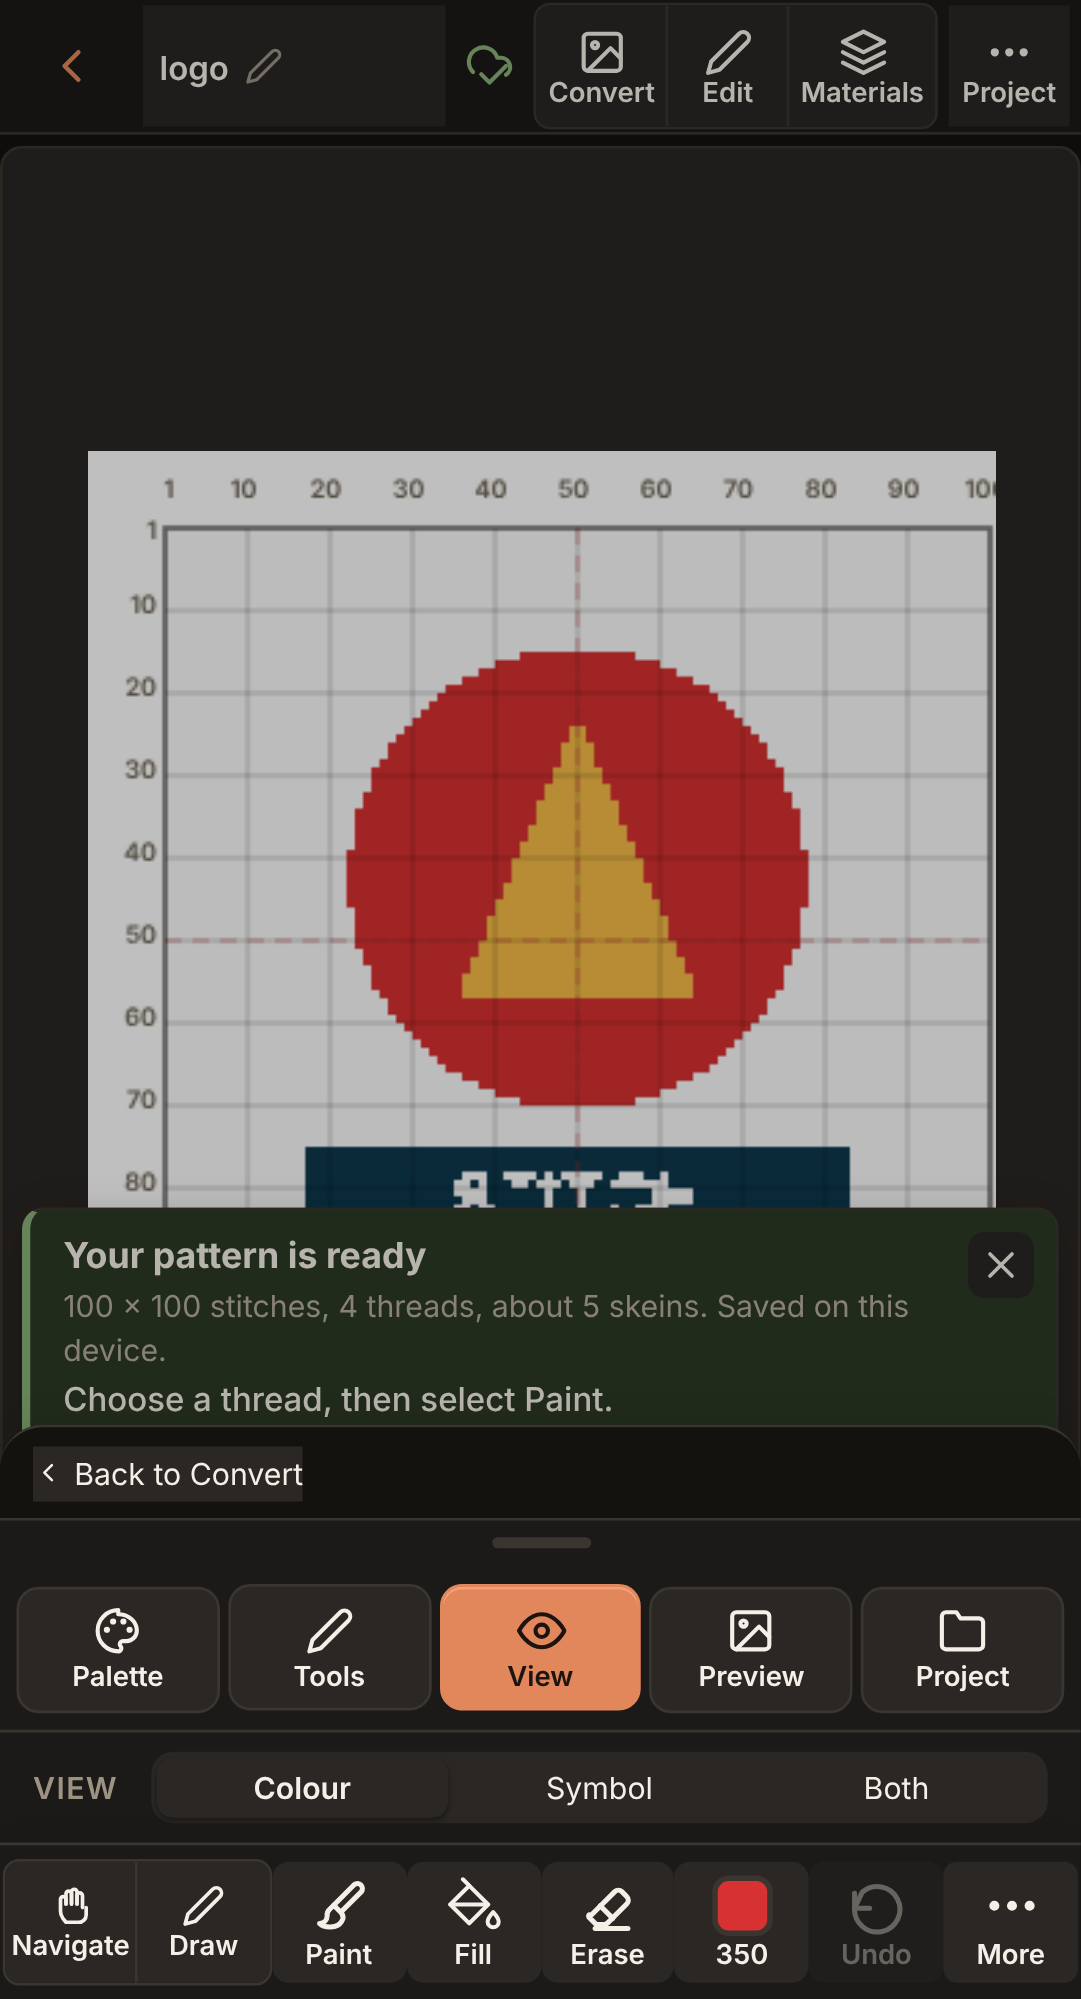 logo
Convert
Edit
Materials
Project
1 10 20 30 40 50 60 70 80 90 100
1
10
20
30
40
50
60
70
80
Your pattern is ready
100 × 100 stitches, 4 threads, about 5 skeins. Saved on this
device.
Choose a thread, then select Paint.
Back to Convert
Palette
Tools
View
Preview
Project
VIEW
Colour
Symbol
Both
Navigate
Draw
Paint
Fill
Erase
350
Undo
More